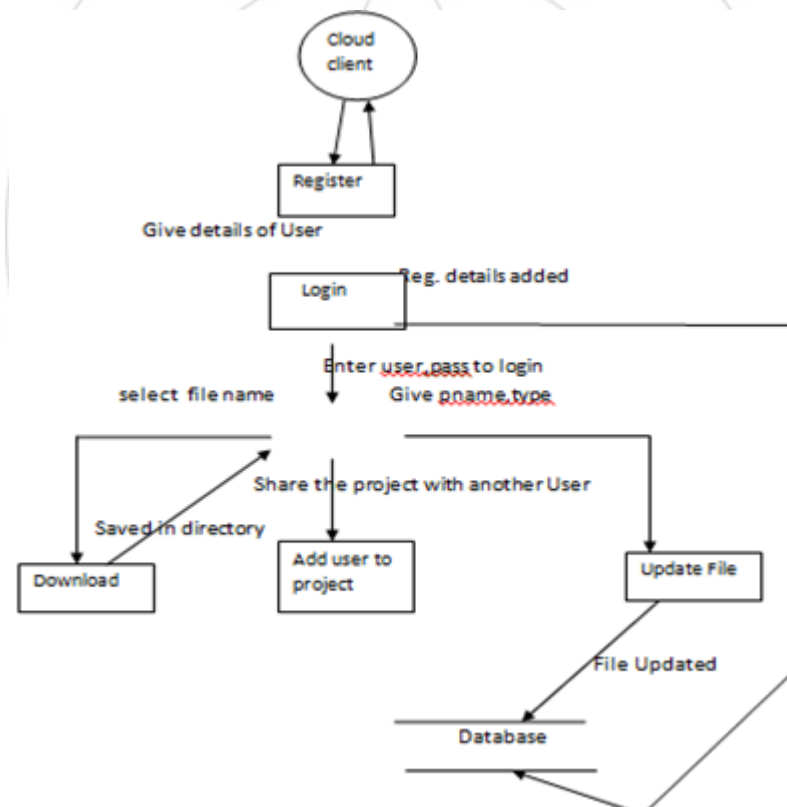 Cloud
client
Register
Give details of User
Login
Reg. details added
Enter user,pass to login
select file name
Give pname,type
Share the project with another User
Saved in directory
Download
Add user to
project
Update File
File Updated
Database